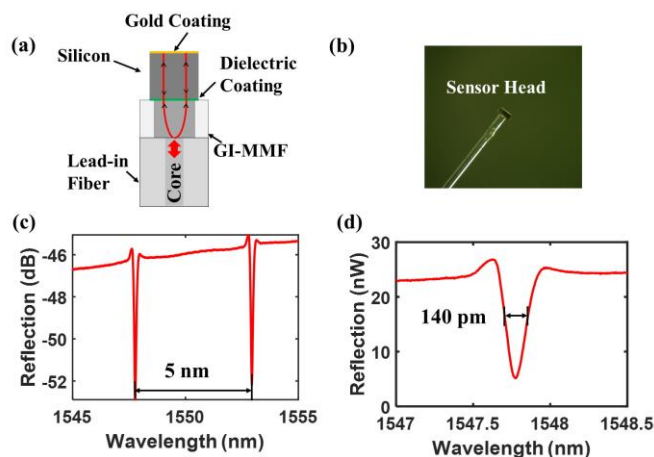 (a)
Gold Coating
Silicon
Dielectric
Coating
GI-MMF
Lead-in
Fiber
Core
(b)
Sensor Head
(c)
Reflection (dB)
-46
-48
-50
-52
5 nm
1545
1550
1555
Wavelength (nm)
(d)
Reflection (nW)
30
20
10
0
140 pm
1547
1547.5
1548
1548.5
Wavelength (nm)